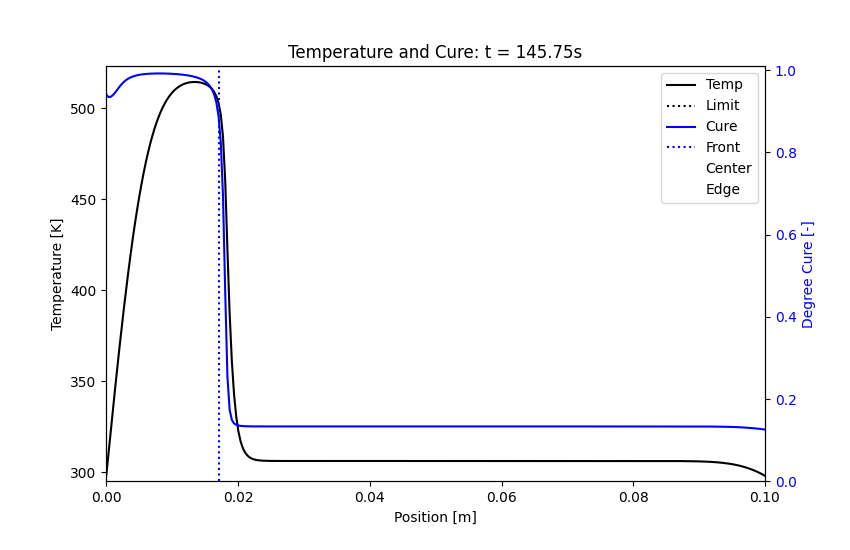 Temperature and Cure: t = 145.75s
Temp
Limit
Cure
Front
Center
Edge
500
450
400
350
300
Temperature [K]
1.0
0.8
0.6
0.4
0.2
0.0
Degree Cure [-]
0.00 0.02 0.04 0.06 0.08 0.10
Position [m]